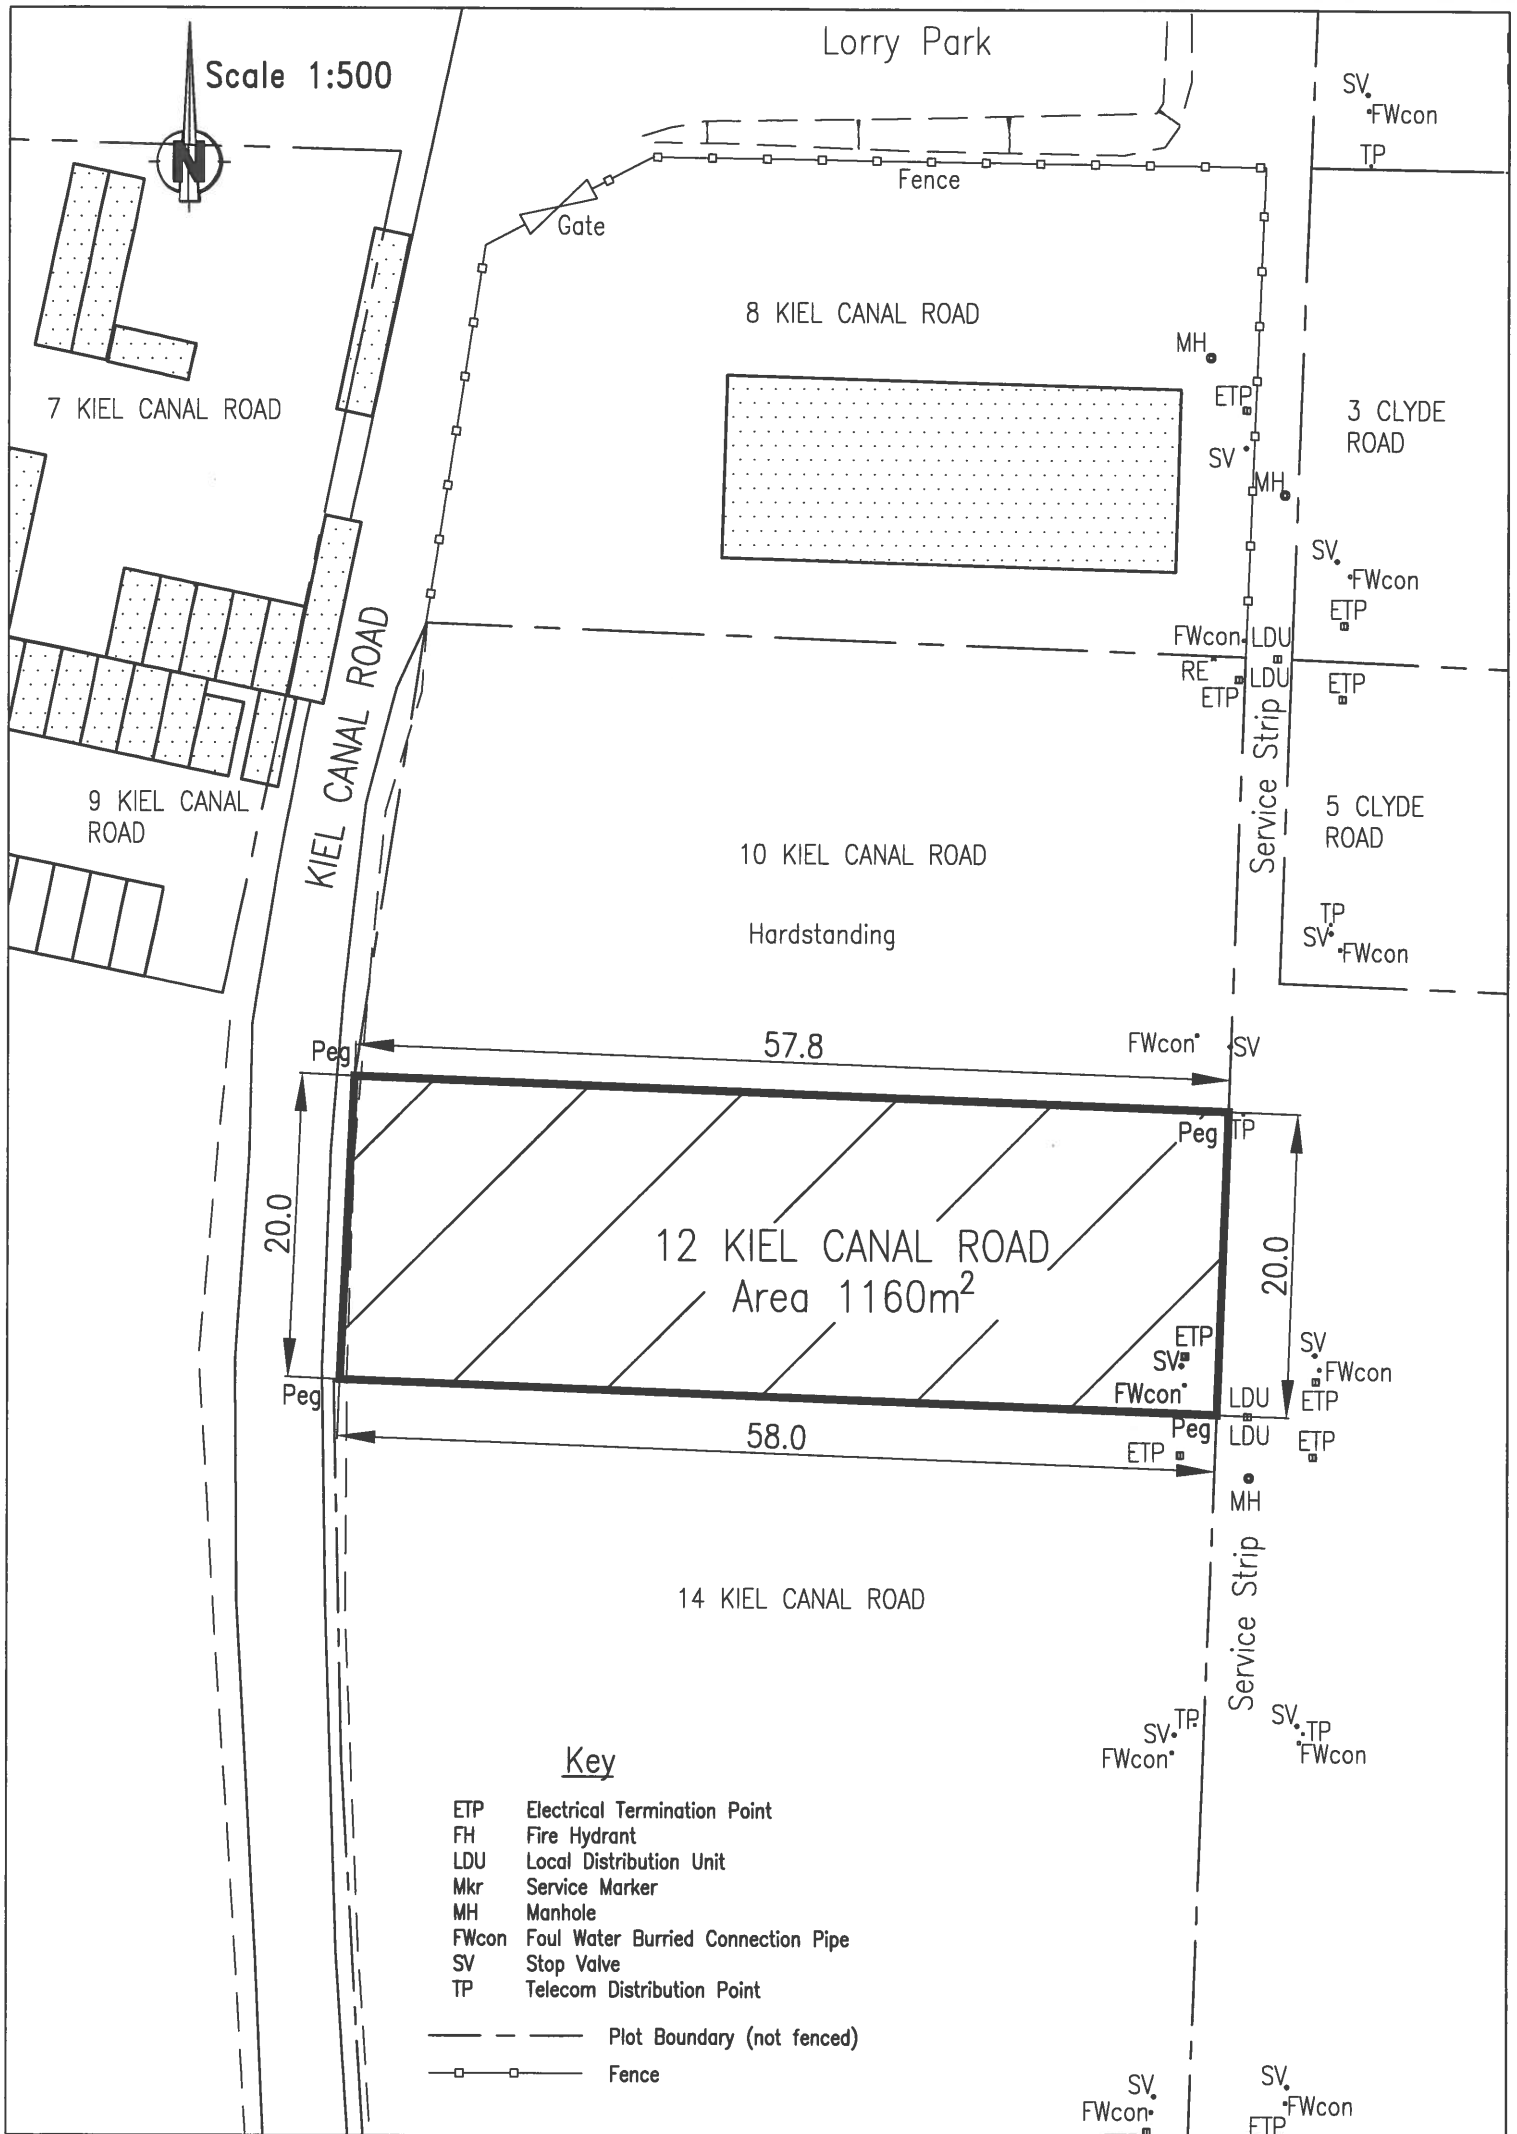 Lorry Park
Scale 1:500
N
SV
FWcon
TP
Fence
Gate
8 KIEL CANAL ROAD
MH
ETP
SV
MH
7 KIEL CANAL ROAD
3 CLYDE
ROAD
SV
FWcon
ETP
FWcon
LDU
RE
LDU
ETP
ETP
KIEL CANAL ROAD
Service Strip
9 KIEL CANAL
ROAD
5 CLYDE
ROAD
10 KIEL CANAL ROAD
Hardstanding
TP
SV
FWcon
Peg
57.8
FWcon
SV
Peg
TP
20.0
12 KIEL CANAL ROAD
Area 1160m²
20.0
ETP
SV
FWcon
SV
FWcon
ETP
Peg
58.0
Peg
LDU
LDU
ETP
ETP
MH
Service Strip
14 KIEL CANAL ROAD
SV
TP
FWcon
SV
TP
FWcon
Key
ETP Electrical Termination Point
FH Fire Hydrant
LDU Local Distribution Unit
Mkr Service Marker
MH Manhole
FWcon Foul Water Burried Connection Pipe
SV Stop Valve
TP Telecom Distribution Point
Plot Boundary (not fenced)
Fence
SV
FWcon
SV
FWcon
ETP